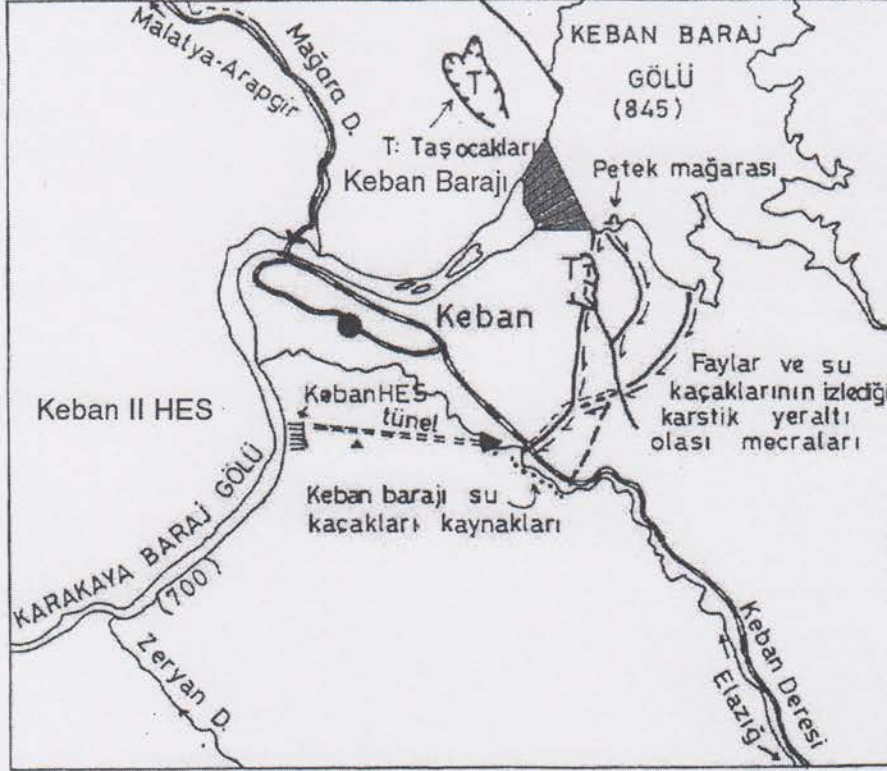 Malatya-Arapgir
Mağara D.
KEBAN BARAJ
GÖLÜ
(845)
T
T: Taşocakları
Keban Barajı
Petek mağarası
T
Keban
Faylar ve su
kaçaklarının izlediği
karstik yeraltı
olası mecraları
Keban II HES
KebanHES
tünel
Keban barajı su
kaçakları kaynakları
KARAKAYA BARAJ GÖLÜ
(700)
Zeryan D.
Elazığ
Keban Deresi